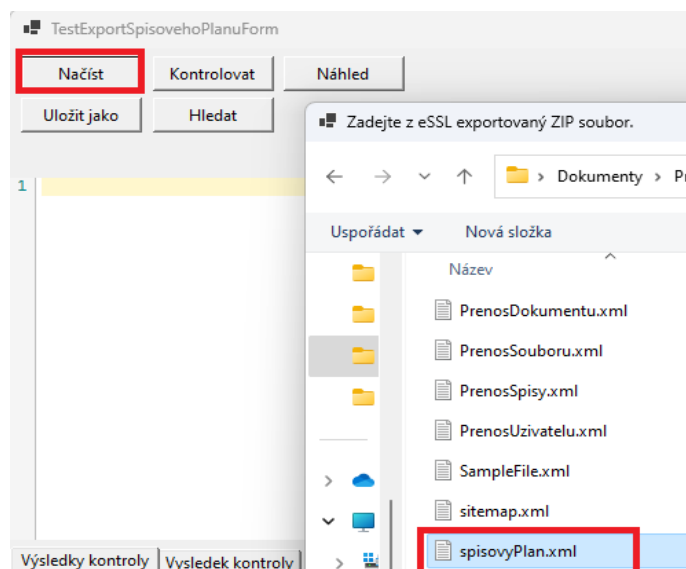 TestExportSpisovehoPlanuForm
Načíst Kontrolovat Náhled
Uložit jako Hledat
Zadejte z eSSL exportovaný ZIP soubor.
Dokumenty
1
Uspořádat Nová složka
Název
PrenosDokumentu.xml
PrenosSouboru.xml
PrenosSpisy.xml
PrenosUzivatelu.xml
SampleFile.xml
sitemap.xml
spisovyPlan.xml
Výsledky kontroly Vysledek kontroly